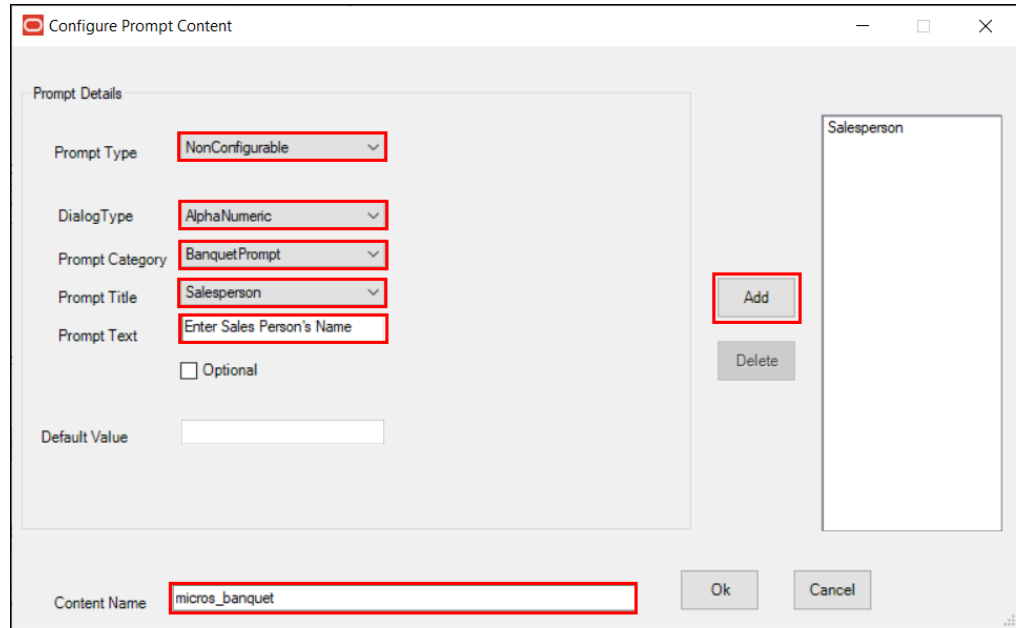 Configure Prompt Content
Prompt Details
Prompt Type
NonConfigurable
DialogType
AlphaNumeric
Prompt Category
BanquetPrompt
Prompt Title
Salesperson
Prompt Text
Enter Sales Person's Name
Optional
Default Value
Add
Delete
Salesperson
Content Name
micros_banquet
Ok
Cancel